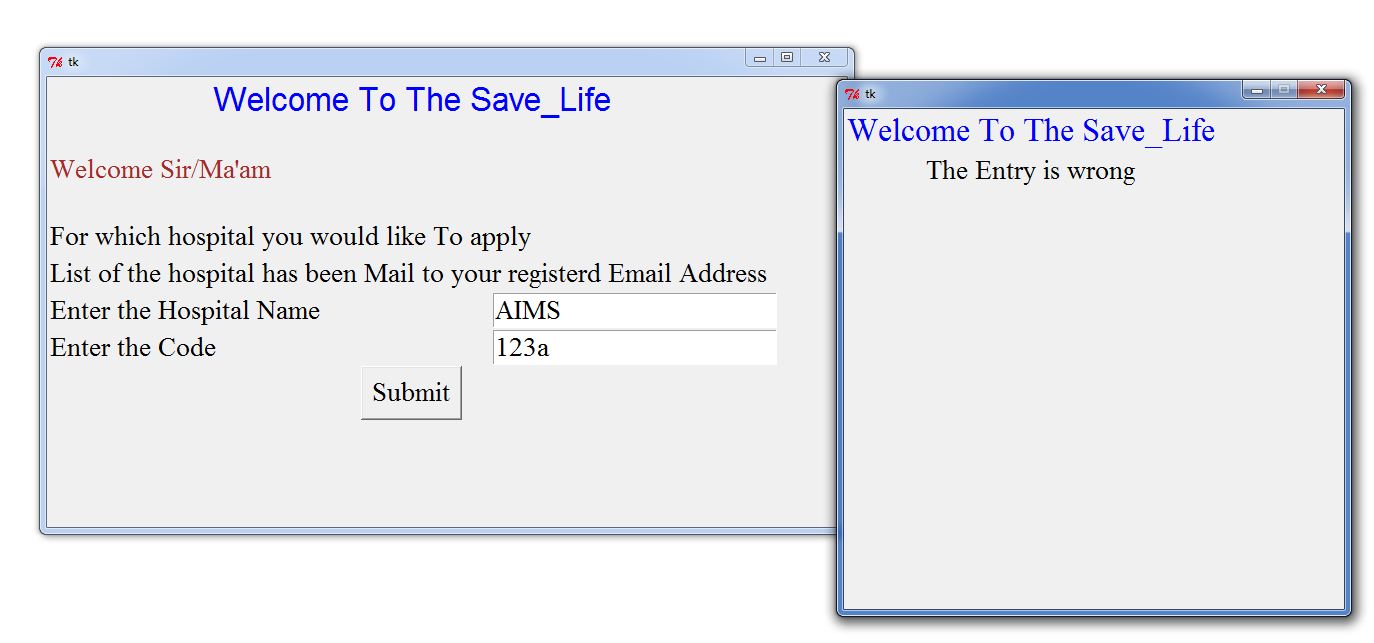 tk
Welcome To The Save_Life
Welcome Sir/Ma'am
For which hospital you would like To apply
List of the hospital has been Mail to your registerd Email Address
Enter the Hospital Name AIMS
Enter the Code 123a
Submit
tk
Welcome To The Save_Life
The Entry is wrong